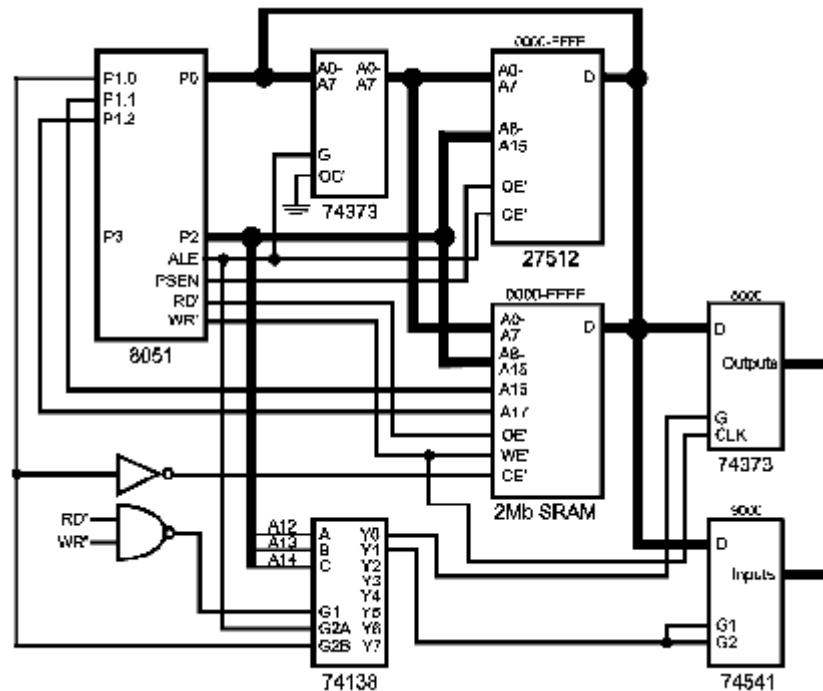 P1.0
P1.1
P1.2
P3
P0
P2
ALE
PSEN
RD'
WR'
8051
A0-
A7
A0-
A7
G
OC'
74373
0000-FFFF
A0-
A7
A8-
A15
OE'
CE'
D
27512
0000-FFFF
A0-
A7
A8-
A15
A16
A17
OE'
WE'
CE'
D
2Mb SRAM
8000
D
Outputs
G
CLK
74373
9000
D
Inputs
G1
G2
74541
RD'
WR'
A12
A13
A14
A
B
C
G1
G2A
G2B
Y0
Y1
Y2
Y3
Y4
Y5
Y6
Y7
74138